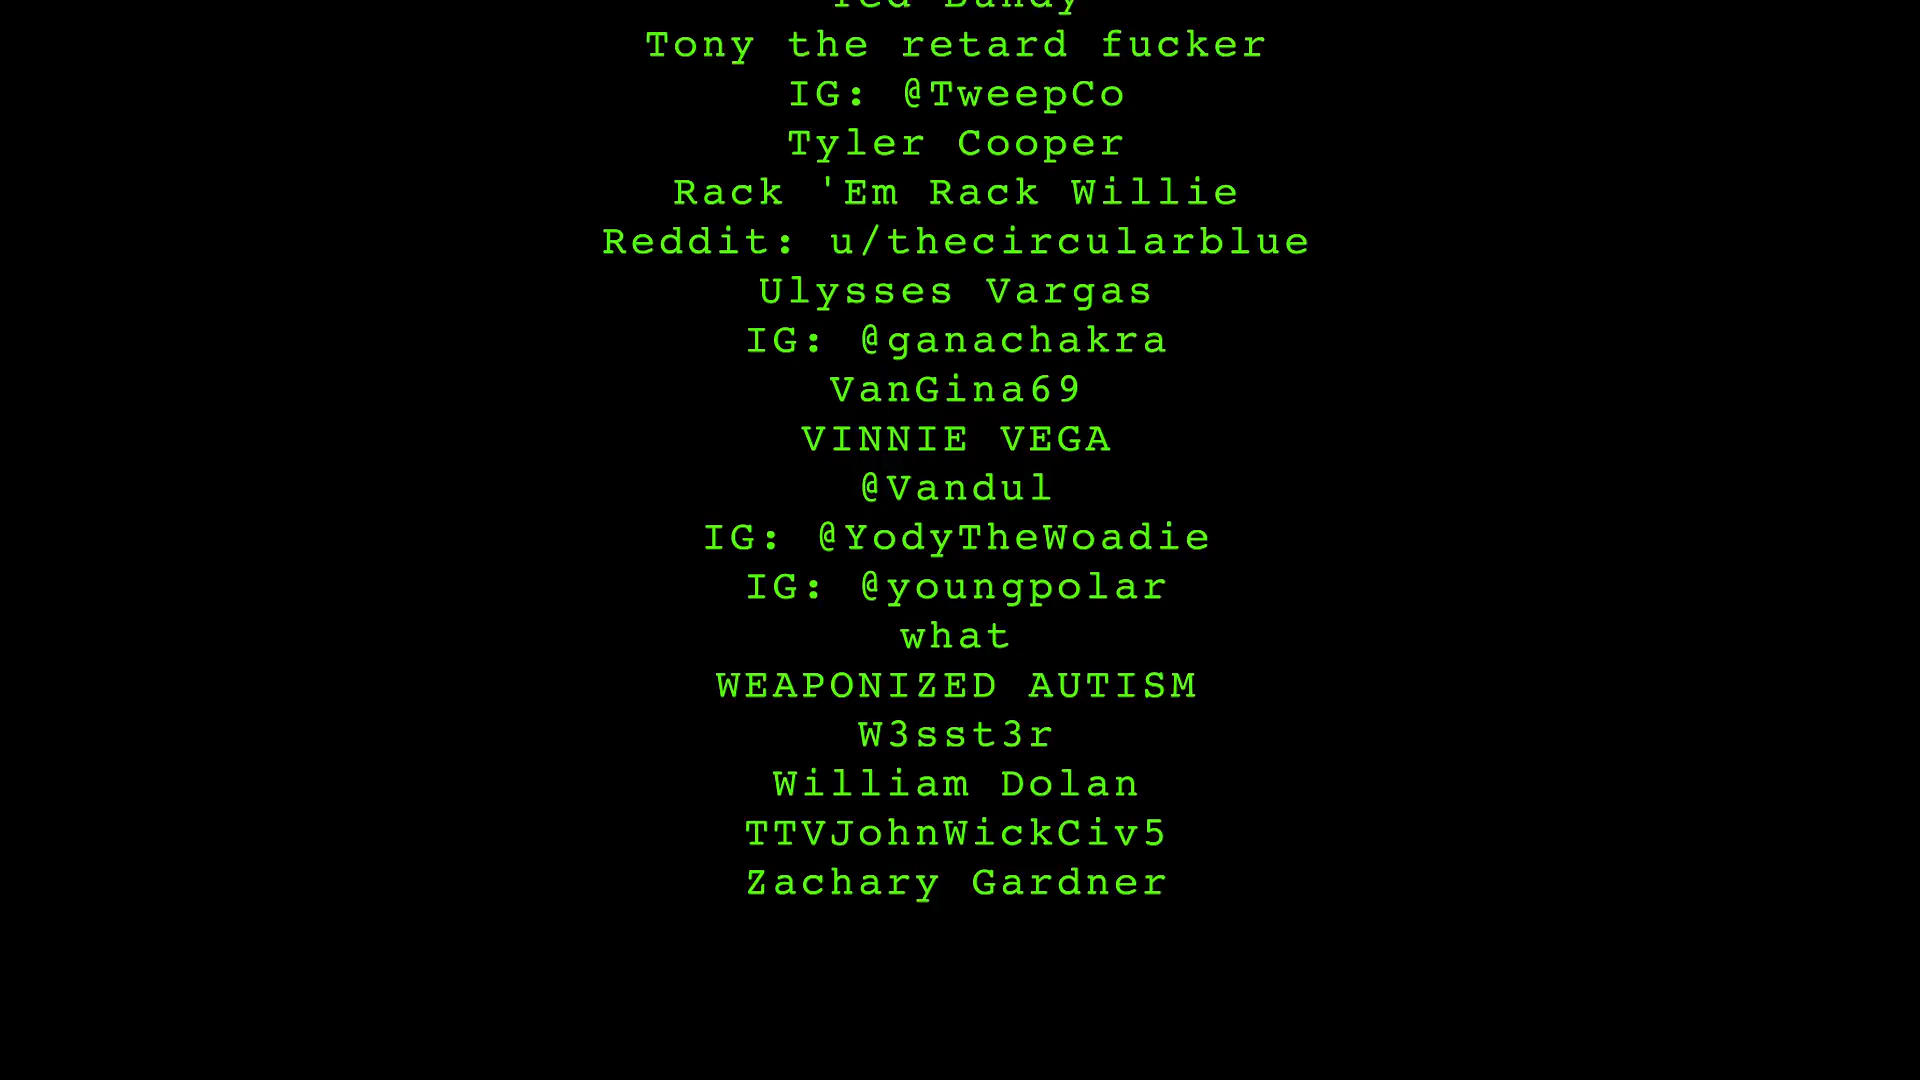 Tony the retard fucker
IG: @TweepCo
Tyler Cooper
Rack 'Em Rack Willie
Reddit: u/thecircularblue
Ulysses Vargas
IG: @ganachakra
VanGina69
VINNIE VEGA
@Vandul
IG: @YodyTheWoadie
IG: @youngpolar
what
WEAPONIZED AUTISM
W3sst3r
William Dolan
TTVJohnWickCiv5
Zachary Gardner